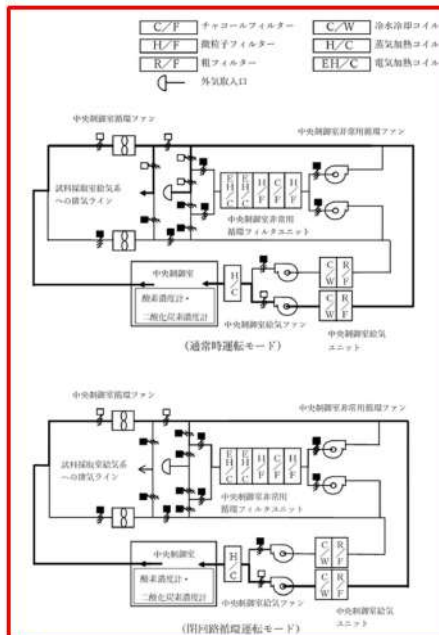 C/F チャコールフィルター C/W 冷水冷却コイル
H/F 微粒子フィルター H/C 蒸気加熱コイル
R/F 粗フィルター EH/C 電気加熱コイル
外気取入口
中央制御室循環ファン 中央制御室非常用循環ファン
EH/C EH/C H/F C/F H/F
試料採取室給気系
への排気ライン
中央制御室非常用
循環フィルタユニット
C/W R/F
中央制御室
H/C
C/W R/F
酸素濃度計・
二酸化炭素濃度計
中央制御室給気ファン 中央制御室給気
ユニット
(通常時運転モード)
中央制御室循環ファン 中央制御室非常用循環ファン
EH/C EH/C H/F C/F H/F
試料採取室給気系
への排気ライン
中央制御室非常用
循環フィルタユニット
C/W R/F
中央制御室
H/C
C/W R/F
酸素濃度計・
二酸化炭素濃度計
中央制御室給気ファン 中央制御室給気
ユニット
(閉回路循環運転モード)